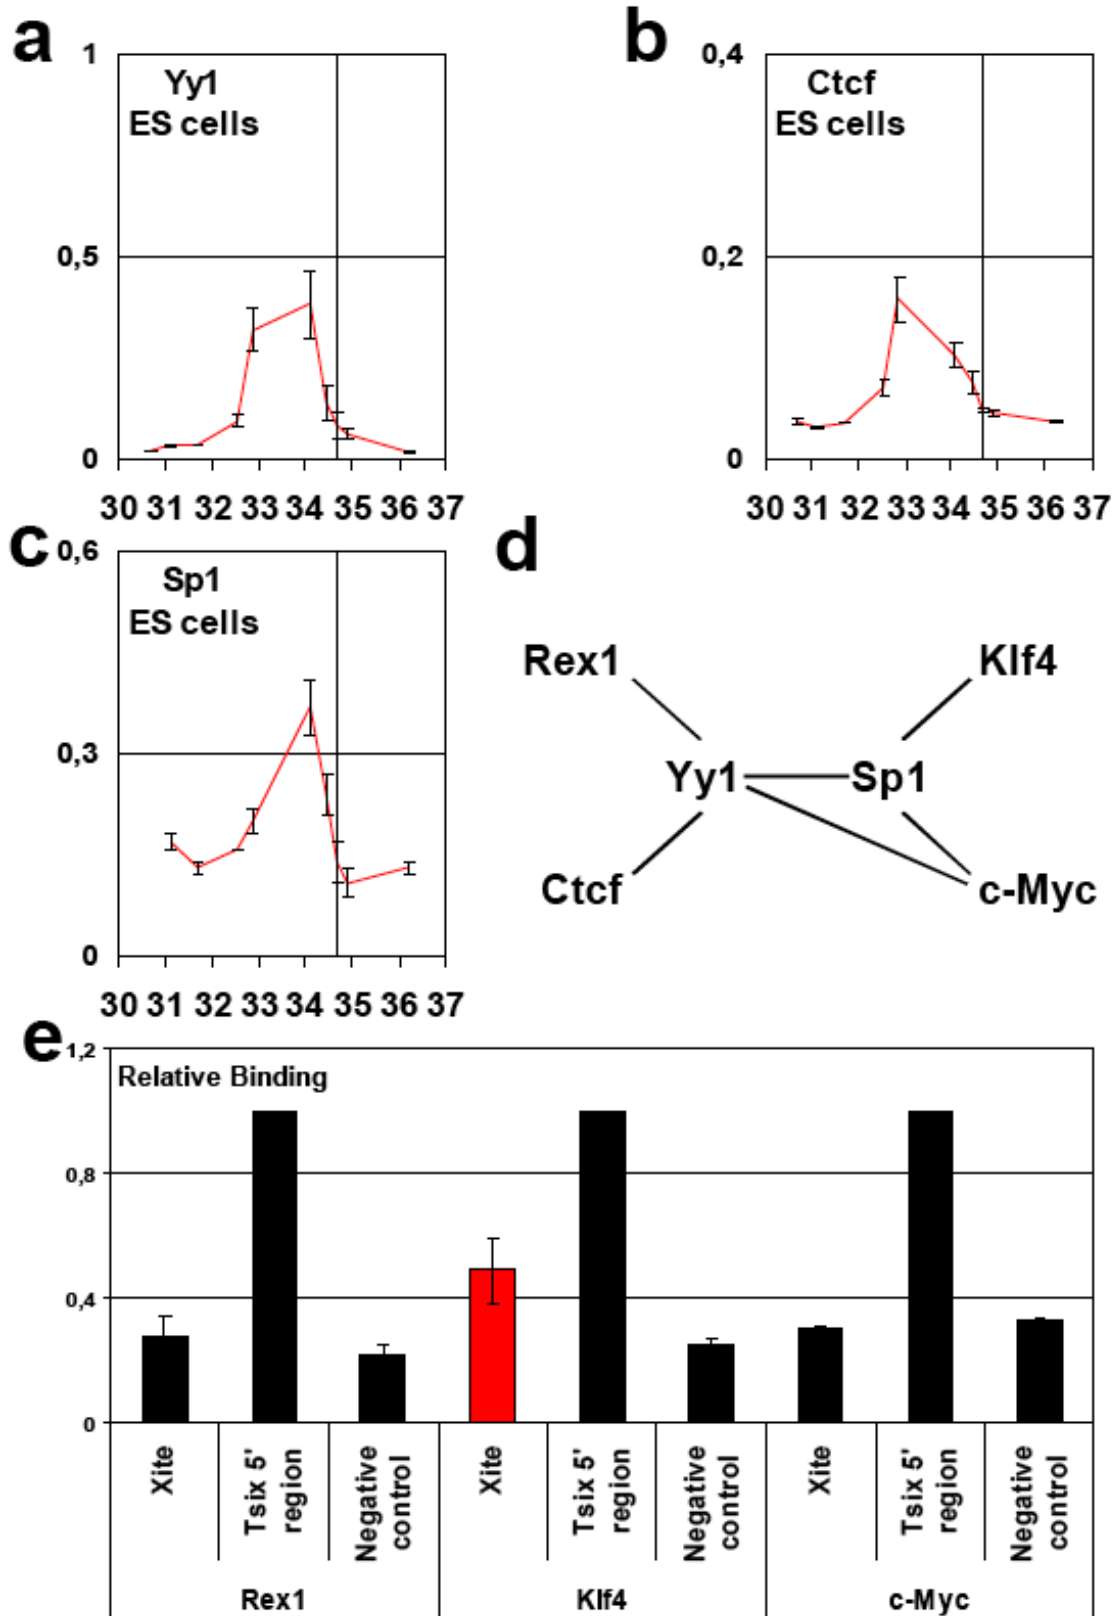 a
1
Yy1
ES cells
0,5
0
30 31 32 33 34 35 36 37
b
0,4
Ctcf
ES cells
0,2
0
30 31 32 33 34 35 36 37
c
0,6
Sp1
ES cells
0,3
0
30 31 32 33 34 35 36 37
d
Rex1
Klf4
Yy1
Sp1
Ctcf
c-Myc
e
1,2
Relative Binding
0,8
0,4
0
Xite
Tsix 5'
region
Negative
control
Xite
Tsix 5'
region
Negative
control
Xite
Tsix 5'
region
Negative
control
Rex1
Klf4
c-Myc